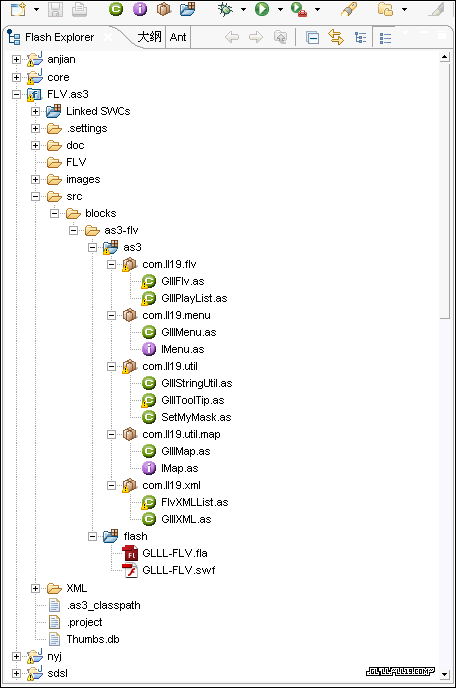 Flash Explorer 大纲 Ant
anjian
core
FLV.as3
Linked SWCs
.settings
doc
FLV
images
src
blocks
as3-flv
as3
com.ll19.flv
GlllFlv.as
GlllPlayList.as
com.ll19.menu
GlllMenu.as
IMenu.as
com.ll19.util
GlllStringUtil.as
GlllToolTip.as
SetMyMask.as
com.ll19.util.map
GlllMap.as
IMap.as
com.ll19.xml
FlvXMLList.as
GlllXML.as
flash
GLLL-FLV.fla
GLLL-FLV.swf
XML
.as3_classpath
.project
Thumbs.db
nyj
sdsl